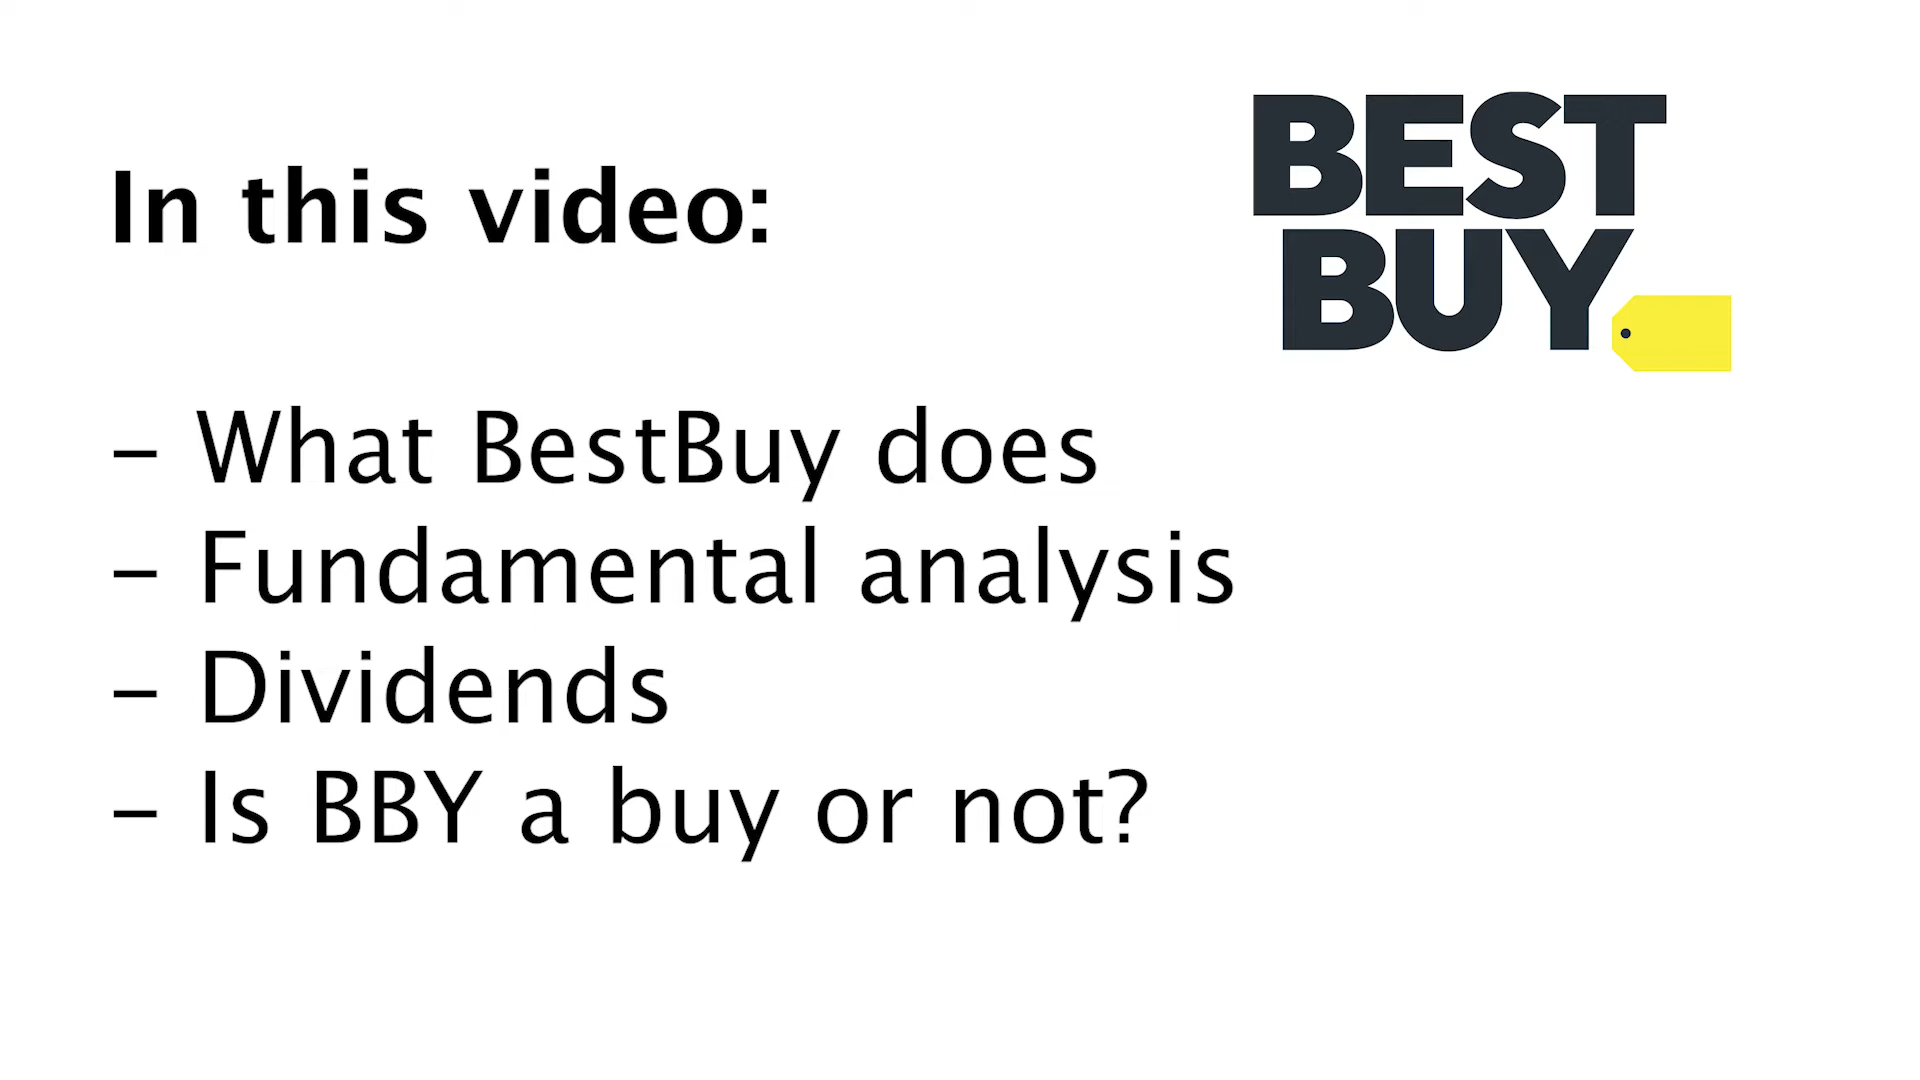 BEST
BUY
In this video:
- What BestBuy does
- Fundamental analysis
- Dividends
- Is BBY a buy or not?